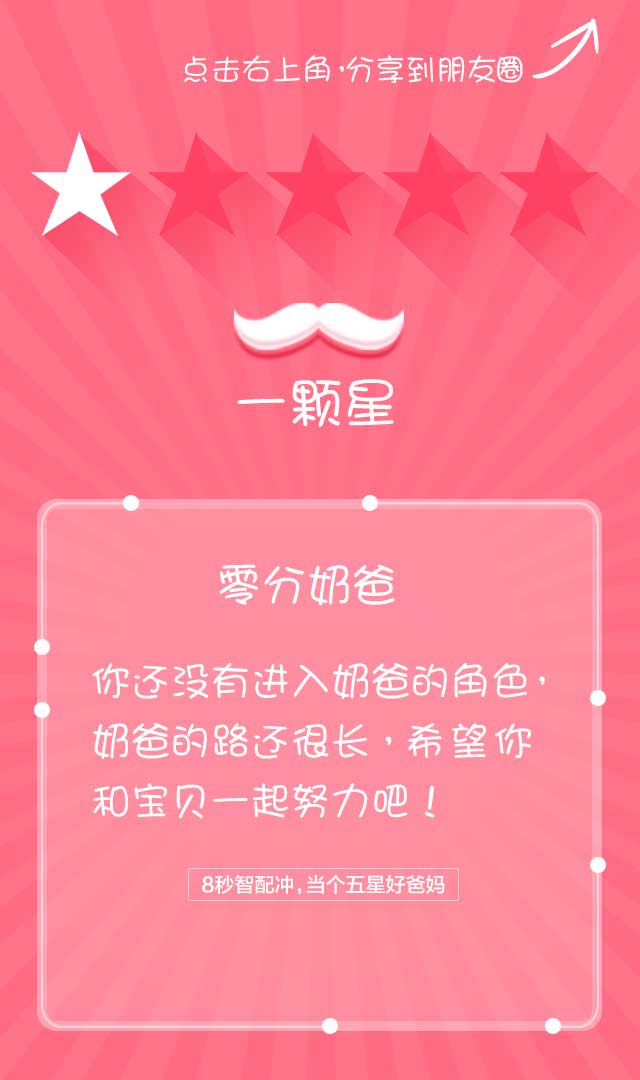 点击右上角,分享到朋友圈
一颗星
零分奶爸
你还没有进入奶爸的角色,
奶爸的路还很长,希望你
和宝贝一起努力吧！
8秒智配冲,当个五星好爸妈